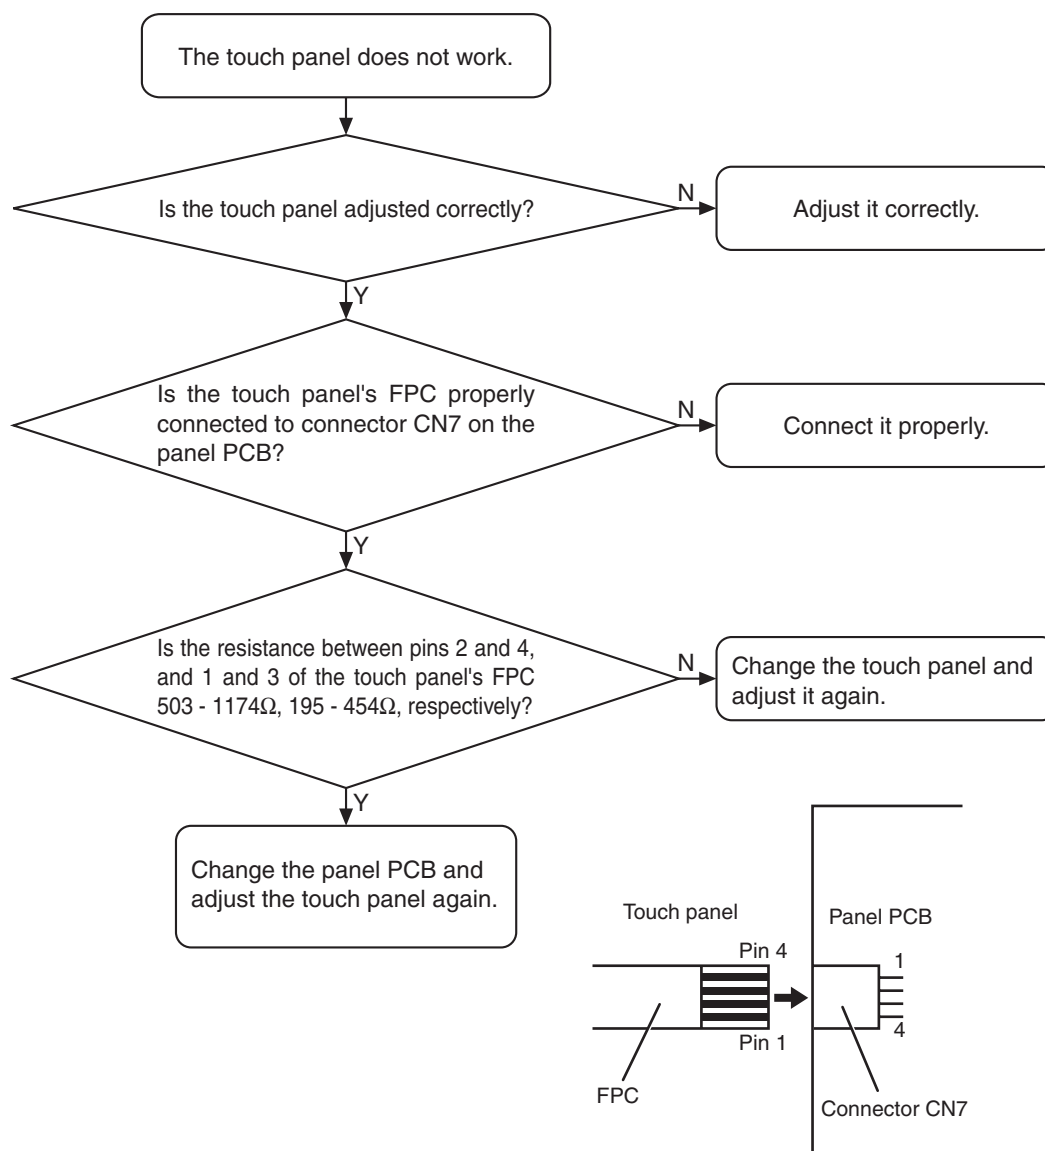 The touch panel does not work.
Is the touch panel adjusted correctly?
N
Adjust it correctly.
Y
Is the touch panel's FPC properly
connected to connector CN7 on the
panel PCB?
N
Connect it properly.
Y
Is the resistance between pins 2 and 4,
and 1 and 3 of the touch panel's FPC
503 - 1174Ω, 195 - 454Ω, respectively?
N
Change the touch panel and
adjust it again.
Y
Change the panel PCB and
adjust the touch panel again.
Touch panel
Panel PCB
Pin 4
1
Pin 1
4
FPC
Connector CN7